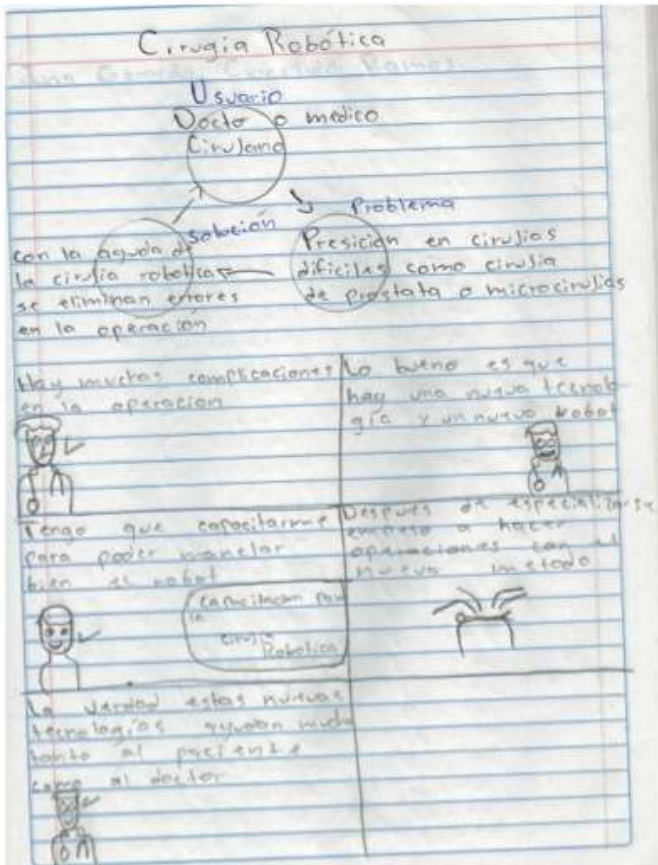 Cirugia Robótica
Ramos
Usuario
Docto o medico
Cirujano
Problema
solución
Presición en cirujias
dificiles como cirujia
de prostata o microcirujias
con la ayuda de
la cirujia robotica
se eliminan errores
en la operación
Hay muchas complicaciones
en la operación
Lo bueno es que
hay una nueva tecnolo-
gía y un nuevo robot
Tengo que capacitarme
para poder manejar
bien el robot
capacitacion para
la
cirujia
Robotica
Despues de especializarse
empeso a hacer
operaciones con el
nuevo metodo
La verdad estas nuevas
tecnologías ayudan mucho
tanto al paciente
como al doctor